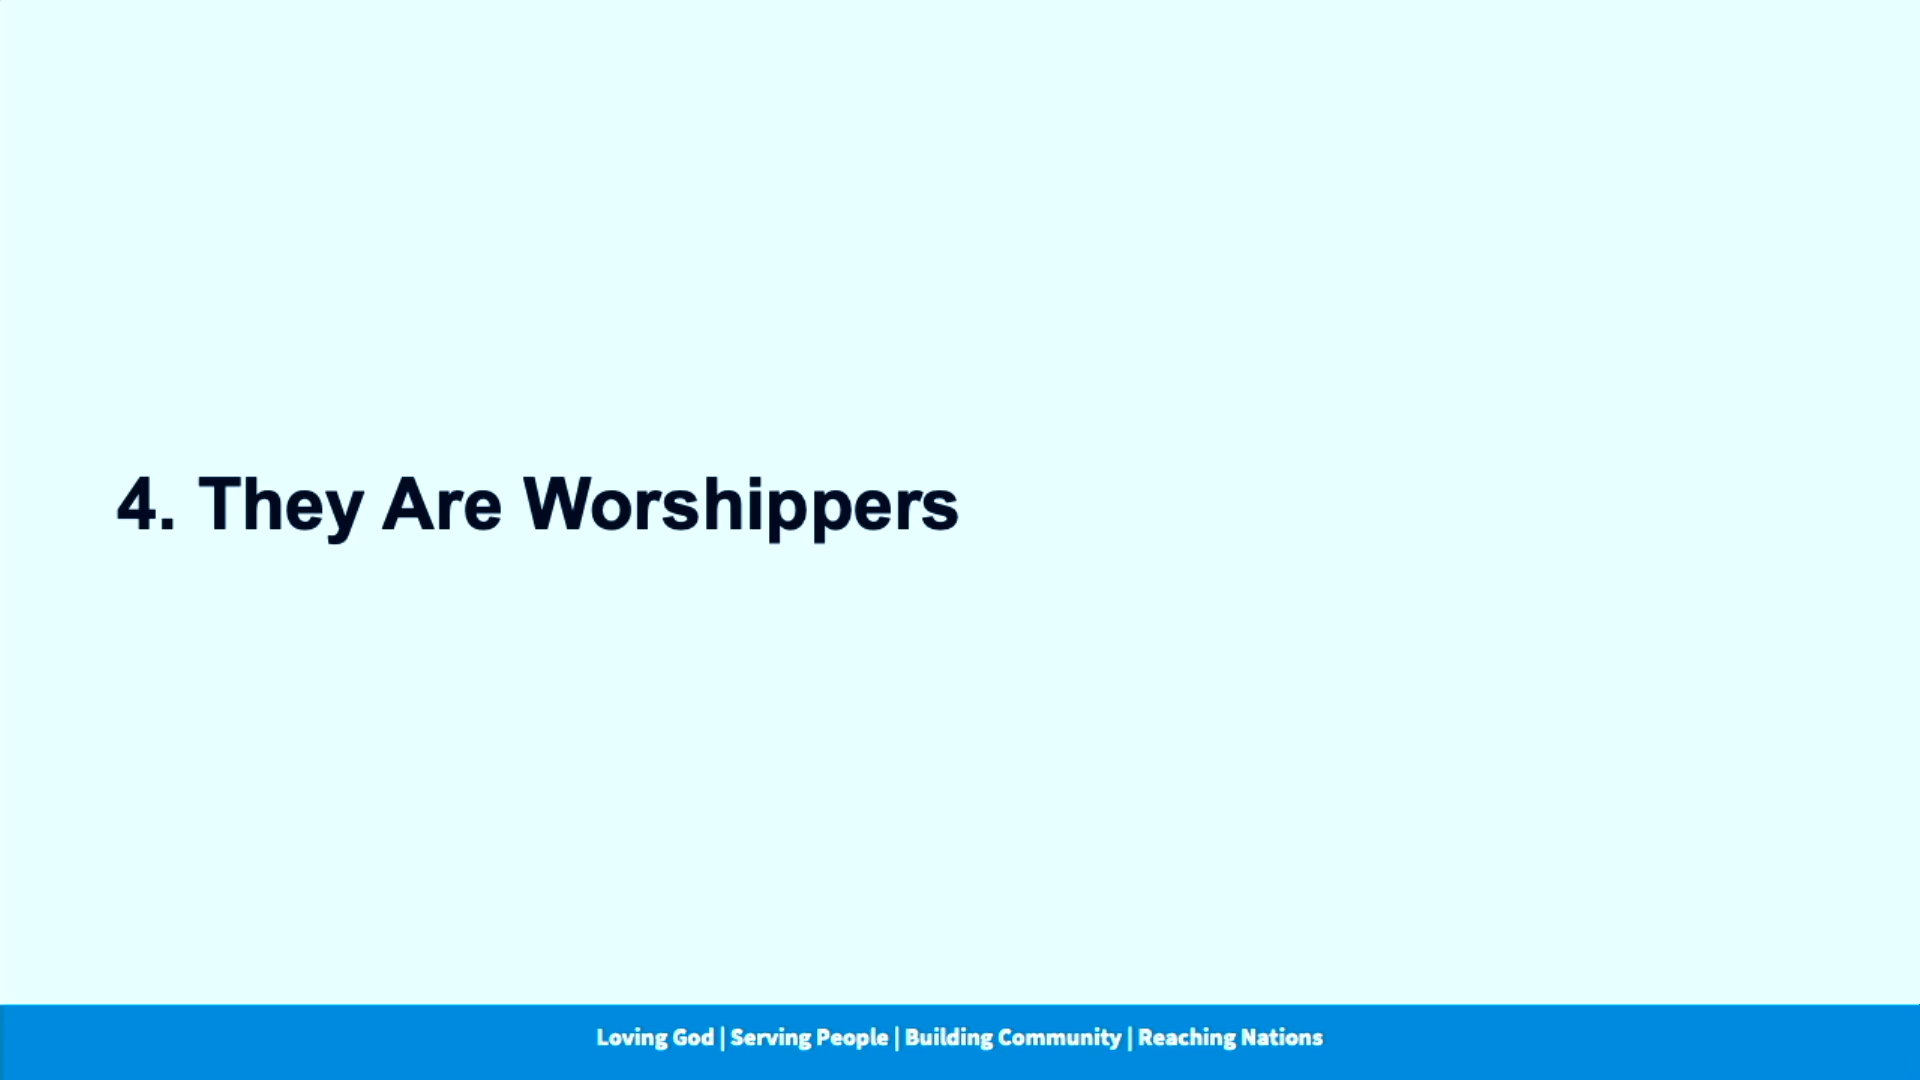 4. They Are Worshippers
Loving God | Serving People | Building Community | Reaching Nations